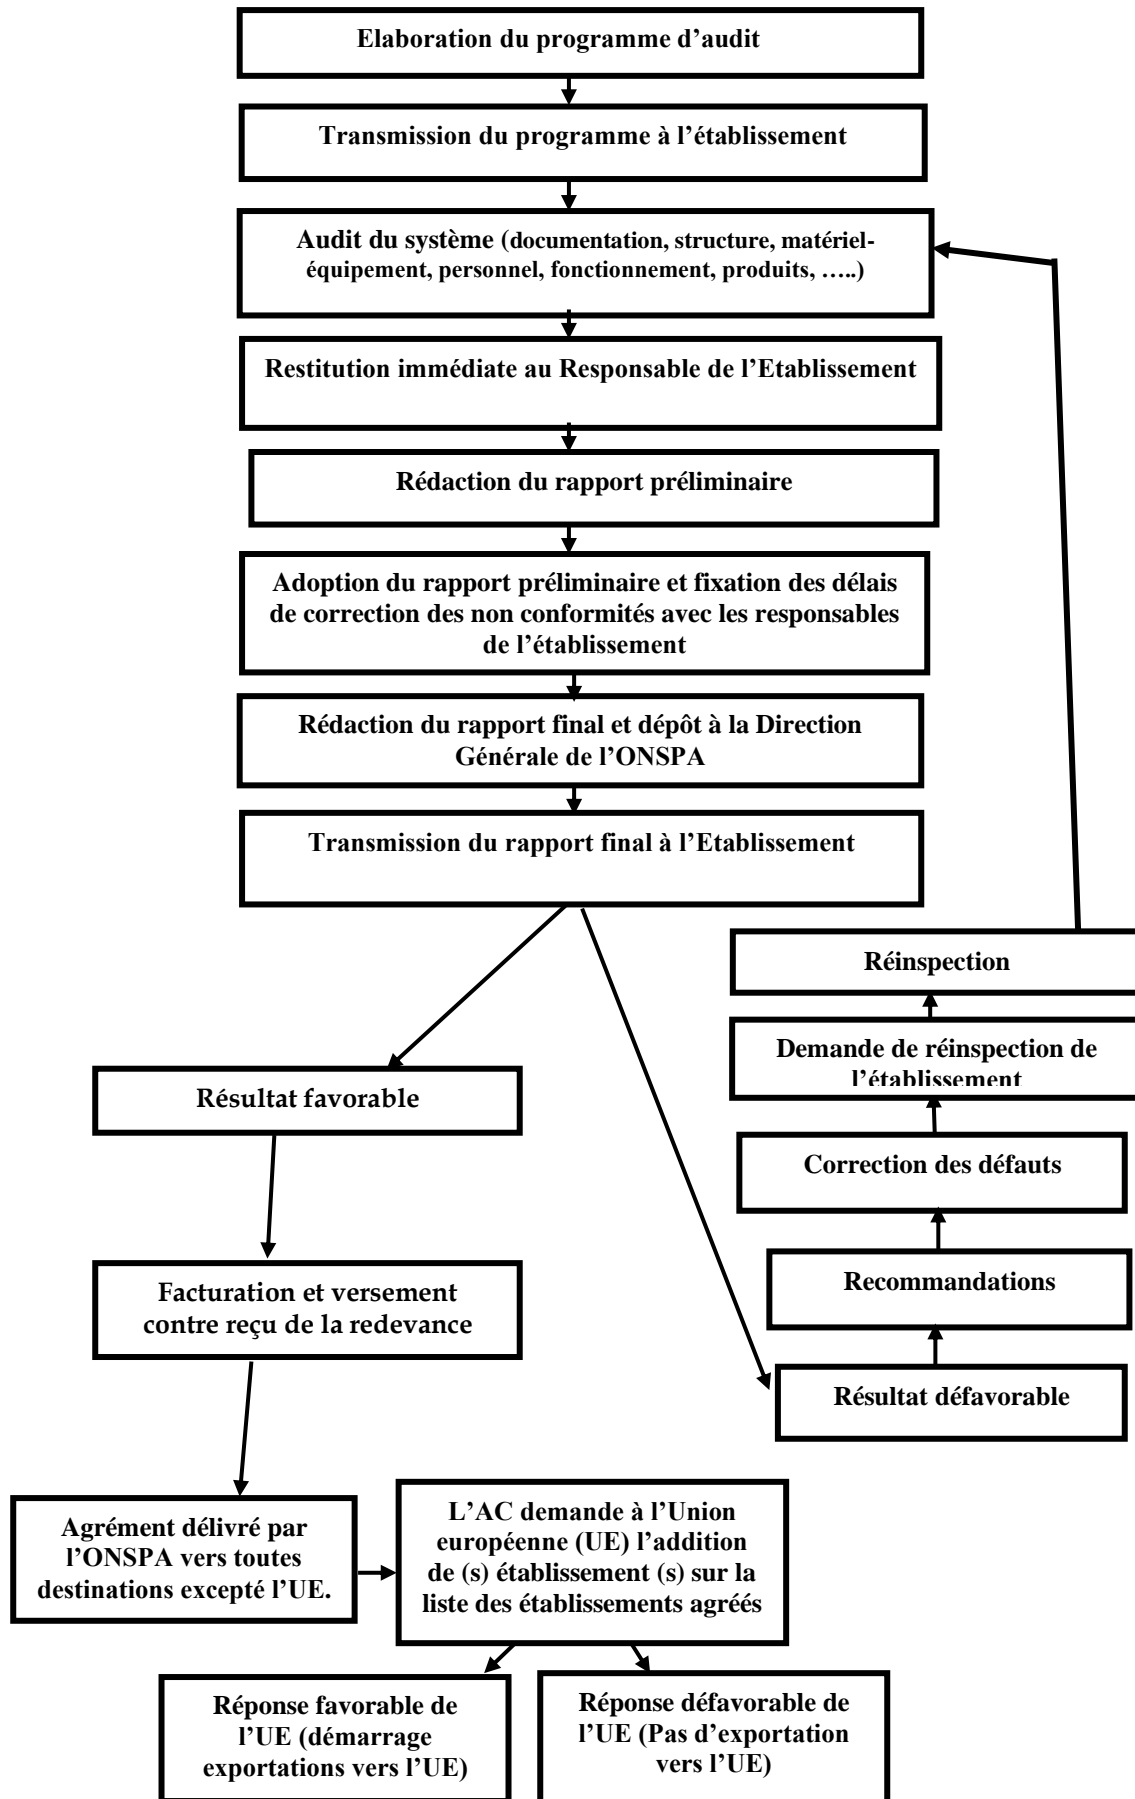 Elaboration du programme d’audit
Transmission du programme à l’établissement
Audit du système (documentation, structure, matériel-
équipement, personnel, fonctionnement, produits, …..)
Restitution immédiate au Responsable de l’Etablissement
Rédaction du rapport préliminaire
Adoption du rapport préliminaire et fixation des délais
de correction des non conformités avec les responsables
de l’établissement
Rédaction du rapport final et dépôt à la Direction
Générale de l’ONSPA
Transmission du rapport final à l’Etablissement
Réinspection
Demande de réinspection de
l’établissement
Résultat favorable
Correction des défauts
Recommandations
Facturation et versement
contre reçu de la redevance
Résultat défavorable
Agrément délivré par
l’ONSPA vers toutes
destinations excepté l’UE.
L’AC demande à l’Union
européenne (UE) l’addition
de (s) établissement (s) sur la
liste des établissements agréés
Réponse favorable de
l’UE (démarrage
exportations vers l’UE)
Réponse défavorable de
l’UE (Pas d’exportation
vers l’UE)